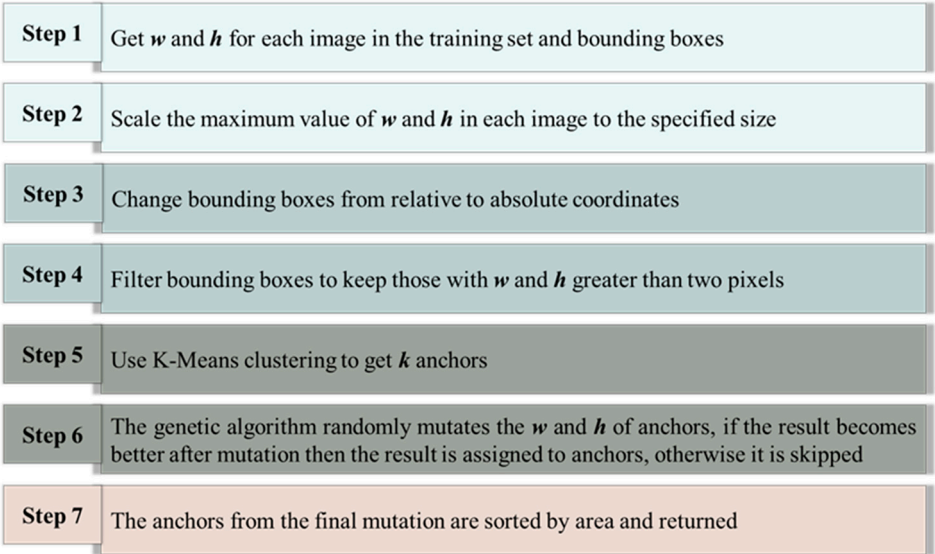 Step 1
Get w and h for each image in the training set and bounding boxes
Step 2
Scale the maximum value of w and h in each image to the specified size
Step 3
Change bounding boxes from relative to absolute coordinates
Step 4
Filter bounding boxes to keep those with w and h greater than two pixels
Step 5
Use K-Means clustering to get k anchors
Step 6
The genetic algorithm randomly mutates the w and h of anchors, if the result becomes
better after mutation then the result is assigned to anchors, otherwise it is skipped
Step 7
The anchors from the final mutation are sorted by area and returned